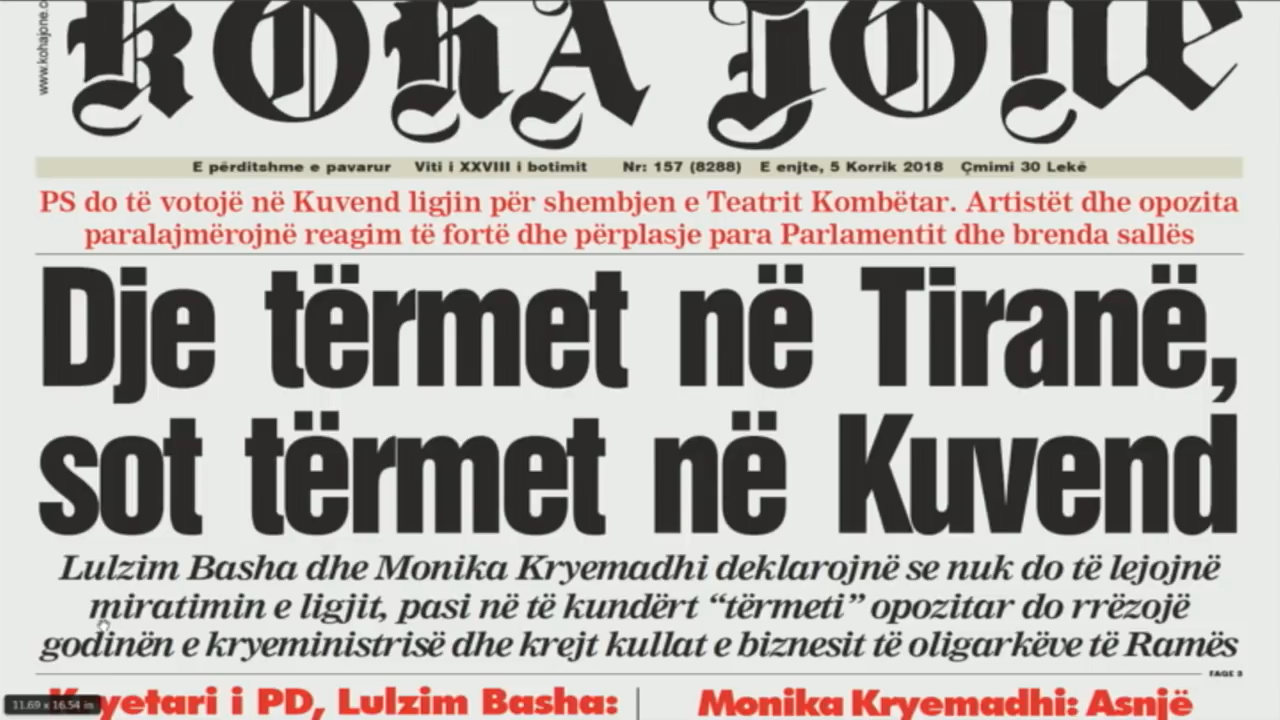 www.kohajone.c
KOHA JONE
E përditshme e pavarur Viti i XXVIII i botimit Nr: 157 (8288) E enjte, 5 Korrik 2018 Çmimi 30 Lekë
PS do të votojë në Kuvend ligjin për shembjen e Teatrit Kombëtar. Artistët dhe opozita
paralajmërojnë reagim të fortë dhe përplasje para Parlamentit dhe brenda sallës
Dje tërmet në Tiranë,
sot tërmet në Kuvend
Lulzim Basha dhe Monika Kryemadhi deklarojnë se nuk do të lejojnë
miratimin e ligjit, pasi në të kundërt “tërmeti” opozitar do rrëzojë
godinën e kryeministrisë dhe krejt kullat e biznesit të oligarkëve të Ramës
FAQE 3
Kryetari i PD, Lulzim Basha:
Monika Kryemadhi: Asnjë
11.69 x 16.54 in